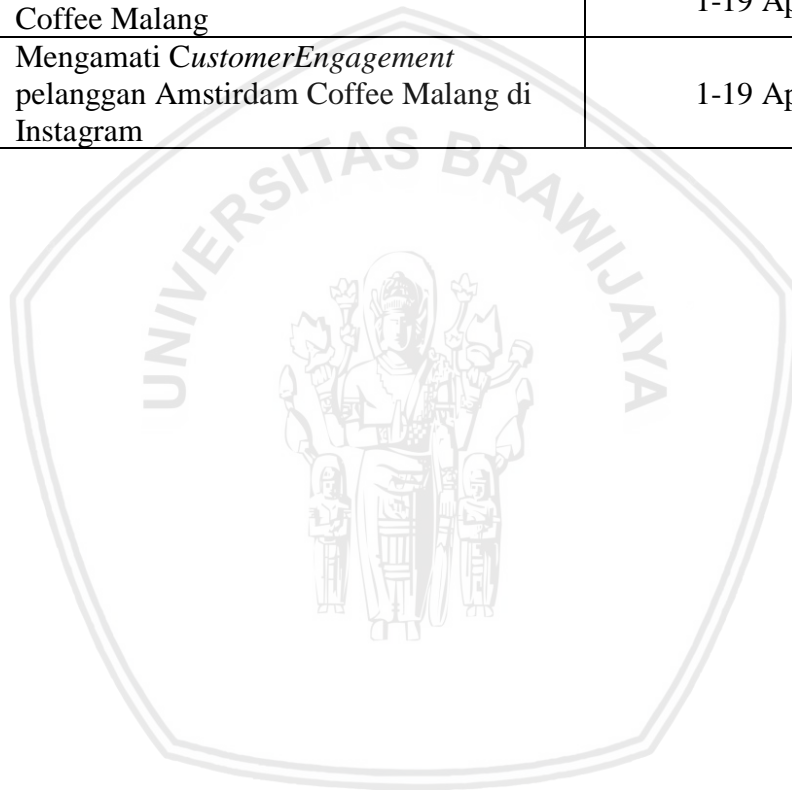 Coffee Malang
1-19 Ap
Mengamati CustomerEngagement
pelanggan Amstirdam Coffee Malang di
Instagram
1-19 Ap
UNIVERSITAS BRAWIJAYA